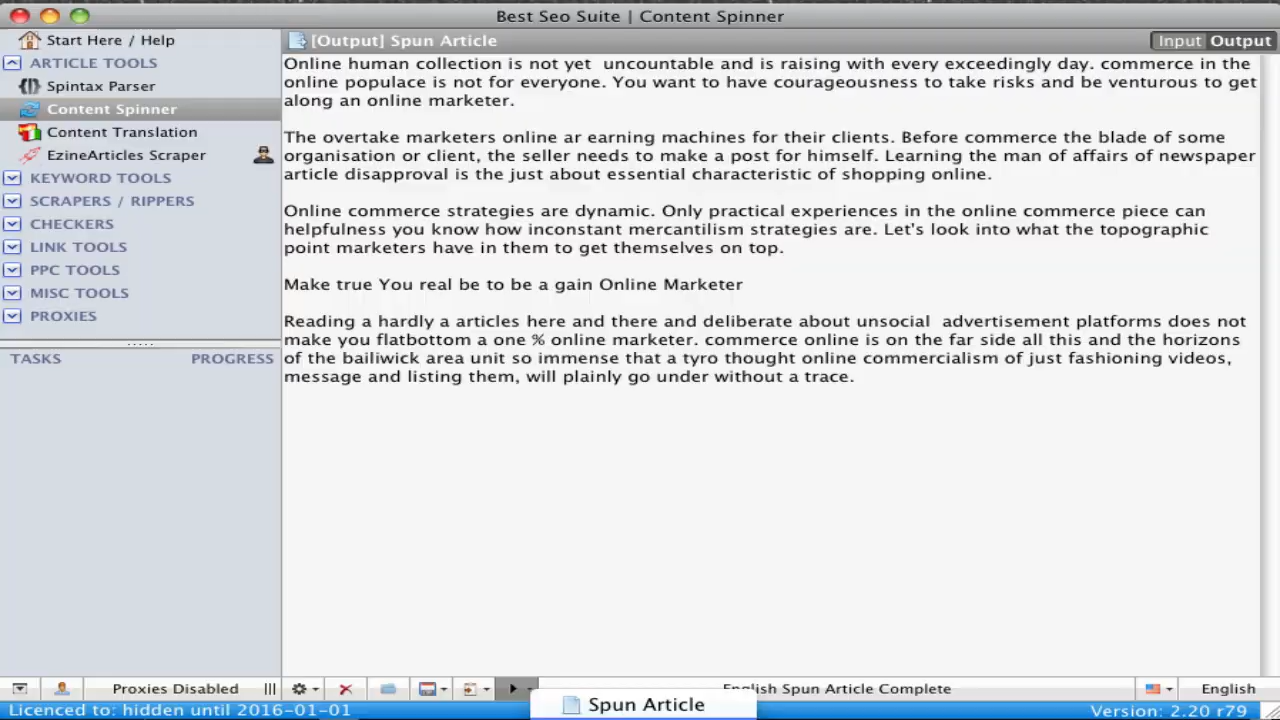 Best Seo Suite | Content Spinner
Start Here / Help
ARTICLE TOOLS
Spintax Parser
Content Spinner
Content Translation
EzineArticles Scraper
KEYWORD TOOLS
SCRAPERS / RIPPERS
CHECKERS
LINK TOOLS
PPC TOOLS
MISC TOOLS
PROXIES
TASKS PROGRESS
[Output] Spun Article
Input Output
Online human collection is not yet  uncountable and is raising with every exceedingly day. commerce in the
online populace is not for everyone. You want to have courageousness to take risks and be venturous to get
along an online marketer.
The overtake marketers online ar earning machines for their clients. Before commerce the blade of some
organisation or client, the seller needs to make a post for himself. Learning the man of affairs of newspaper
article disapproval is the just about essential characteristic of shopping online.
Online commerce strategies are dynamic. Only practical experiences in the online commerce piece can
helpfulness you know how inconstant mercantilism strategies are. Let's look into what the topographic
point marketers have in them to get themselves on top.
Make true You real be to be a gain Online Marketer
Reading a hardly a articles here and there and deliberate about unsocial  advertisement platforms does not
make you flatbottom a one % online marketer. commerce online is on the far side all this and the horizons
of the bailiwick area unit so immense that a tyro thought online commercialism of just fashioning videos,
message and listing them, will plainly go under without a trace.
Proxies Disabled
English Spun Article Complete
English
Licenced to: hidden until 2016-01-01
Spun Article
Version: 2.20 r79